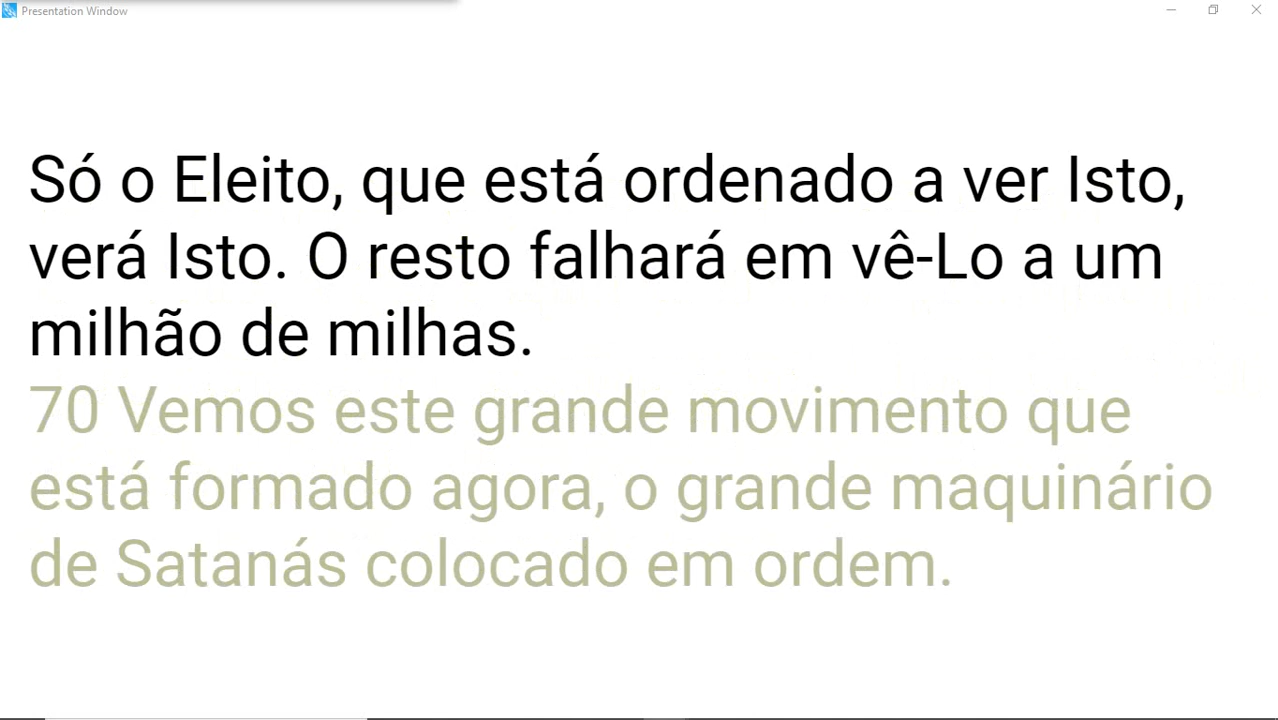 Presentation Window
Só o Eleito, que está ordenado a ver Isto,
verá Isto. O resto falhará em vê-Lo a um
milhão de milhas.
70 Vemos este grande movimento que
está formado agora, o grande maquinário
de Satanás colocado em ordem.